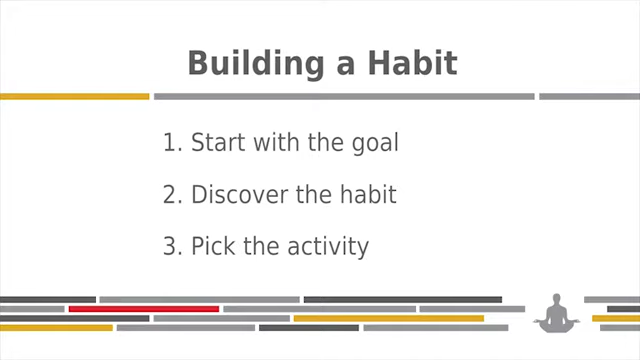 Building a Habit
1. Start with the goal
2. Discover the habit
3. Pick the activity